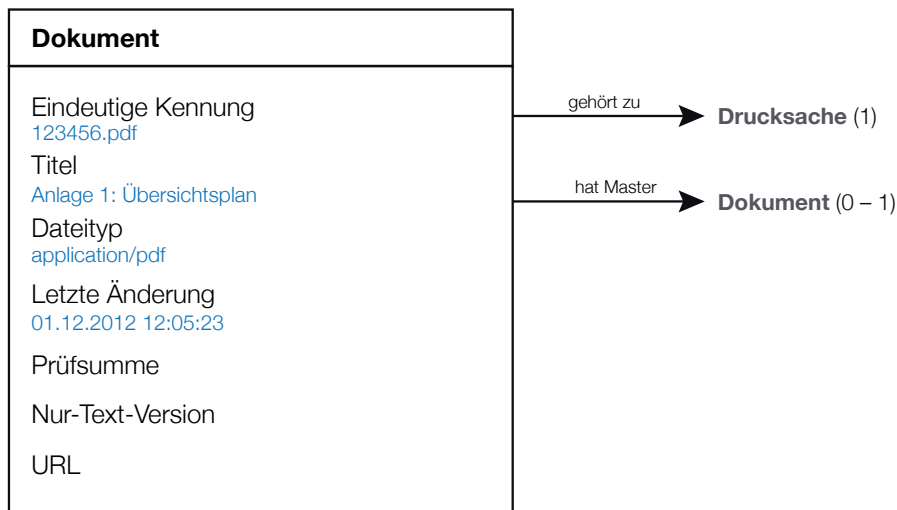 Dokument
Eindeutige Kennung
123456.pdf
Titel
Anlage 1: Übersichtsplan
Dateityp
application/pdf
Letzte Änderung
01.12.2012 12:05:23
Prüfsumme
Nur-Text-Version
URL
gehört zu
Drucksache (1)
hat Master
Dokument (0 – 1)